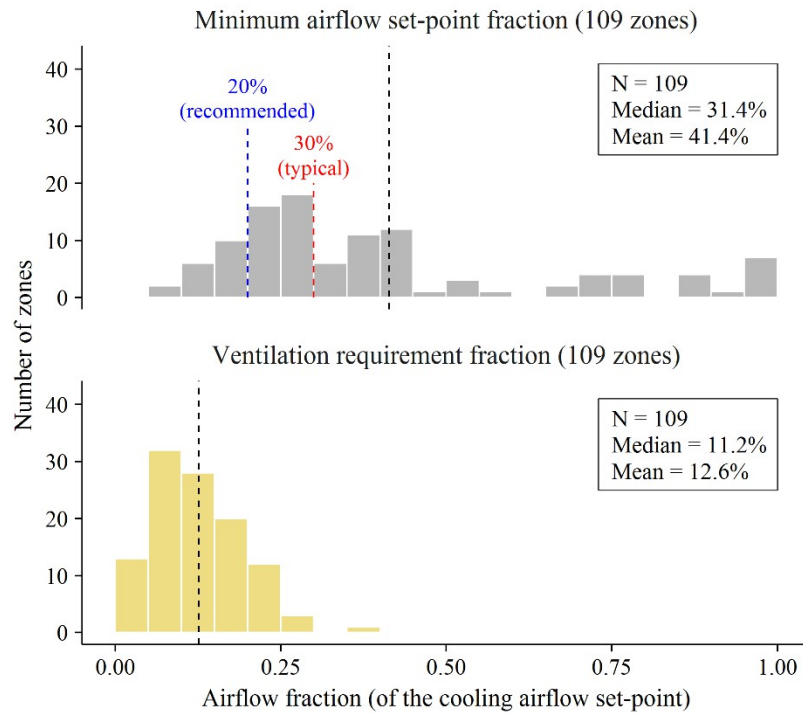 Minimum airflow set-point fraction (109 zones)
40
30
20
10
0
20%
(recommended)
30%
(typical)
N = 109
Median = 31.4%
Mean = 41.4%
Number of zones
Ventilation requirement fraction (109 zones)
40
30
20
10
0
N = 109
Median = 11.2%
Mean = 12.6%
0.00
0.25
0.50
0.75
1.00
Airflow fraction (of the cooling airflow set-point)